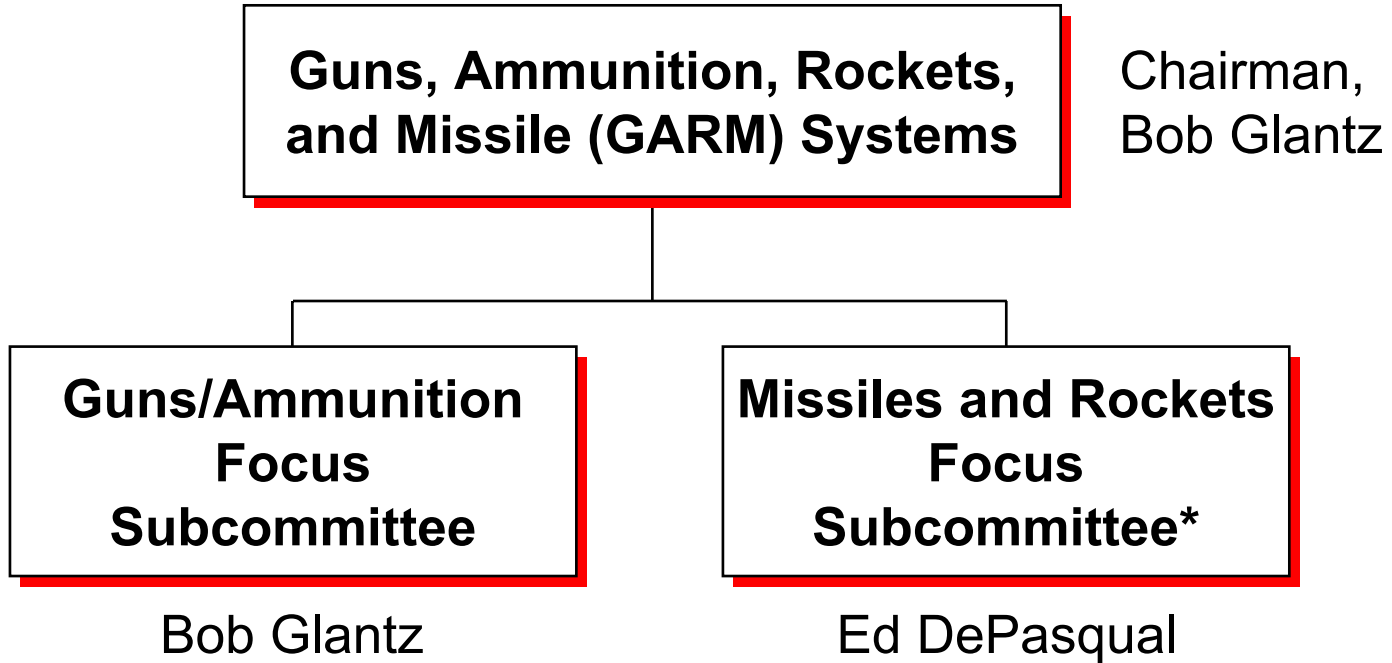 Guns, Ammunition, Rockets,
and Missile (GARM) Systems
Chairman,
Bob Glantz
Guns/Ammunition
Focus
Subcommittee
Bob Glantz
Missiles and Rockets
Focus
Subcommittee*
Ed DePasqual